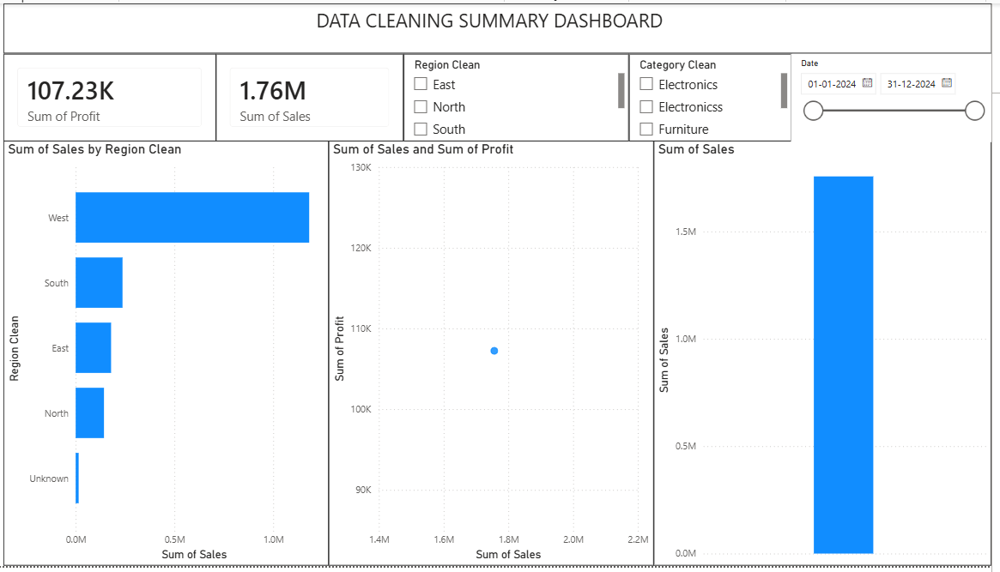 DATA CLEANING SUMMARY DASHBOARD
107.23K
Sum of Profit
1.76M
Sum of Sales
Region Clean
East
North
South
Category Clean
Electronics
Electronicss
Furniture
Date
01-01-2024
31-12-2024
Sum of Sales by Region Clean
Region Clean
West
South
East
North
Unknown
0.0M 0.5M 1.0M
Sum of Sales
Sum of Sales and Sum of Profit
Sum of Profit
130K
120K
110K
100K
90K
1.4M 1.6M 1.8M 2.0M 2.2M
Sum of Sales
Sum of Sales
Sum of Sales
1.5M
1.0M
0.5M
0.0M